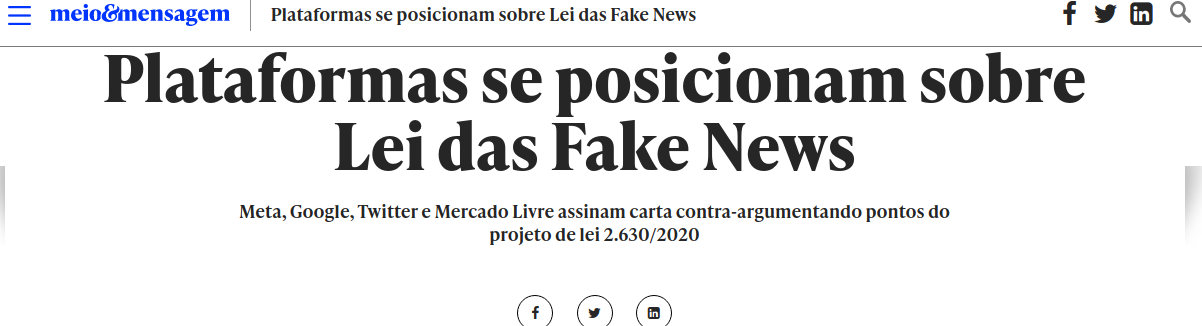 meio&mensagem
Plataformas se posicionam sobre Lei das Fake News
Plataformas se posicionam sobre
Lei das Fake News
Meta, Google, Twitter e Mercado Livre assinam carta contra-argumentando pontos do
projeto de lei 2.630/2020